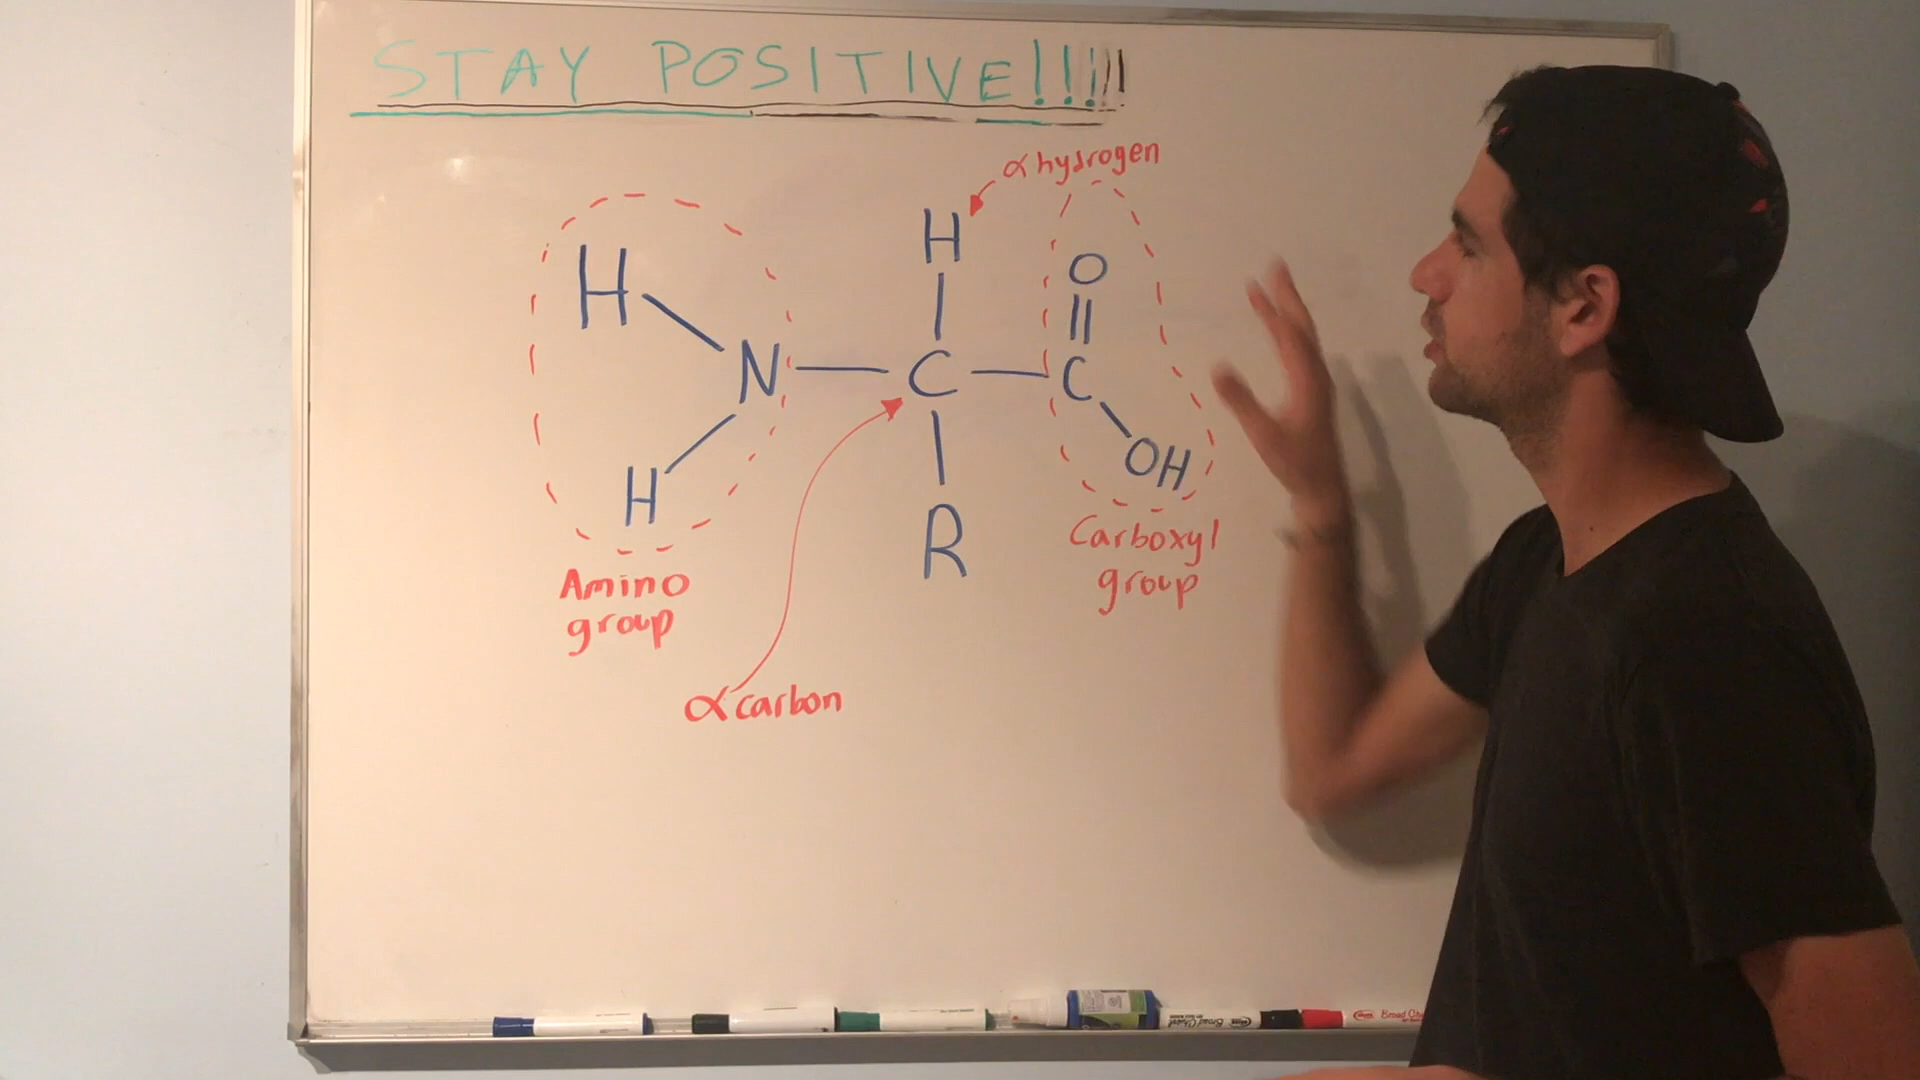 STAY POSITIVE!!!!!
α hydrogen
H
H
O
N
C
C
H
OH
R
Carboxyl
group
Amino
group
α carbon